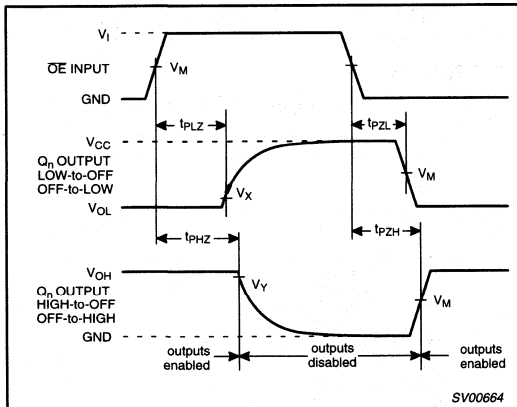 VI
OE INPUT
VM
GND
tPLZ
tPZL
VCC
Qn OUTPUT
LOW-to-OFF
OFF-to-LOW
VM
VX
VOL
tPHZ
tPZH
VOH
VY
Qn OUTPUT
HIGH-to-OFF
OFF-to-HIGH
VM
GND
outputs enabled
outputs disabled
outputs enabled
SV00664